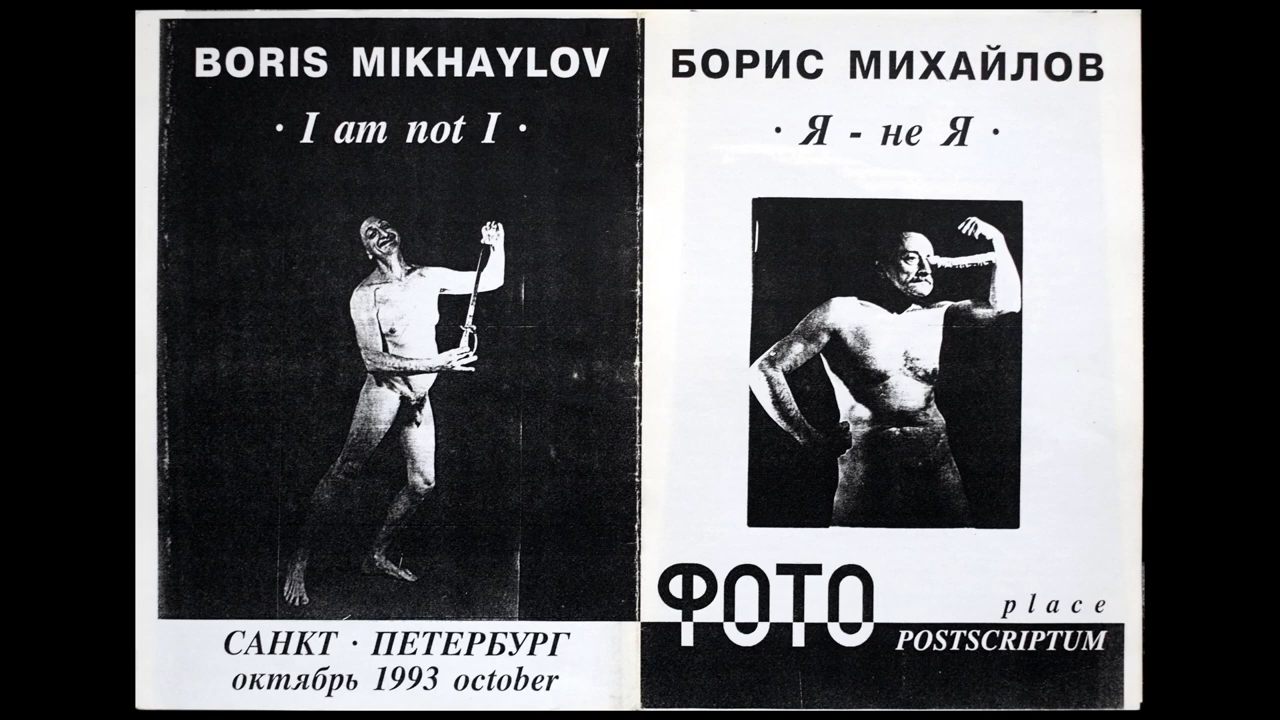 BORIS MIKHAYLOV
· I am not I ·
САНКТ · ПЕТЕРБУРГ
октябрь 1993 october
БОРИС МИХАЙЛОВ
· Я - не Я ·
ФОТО
place
POSTSCRIPTUM